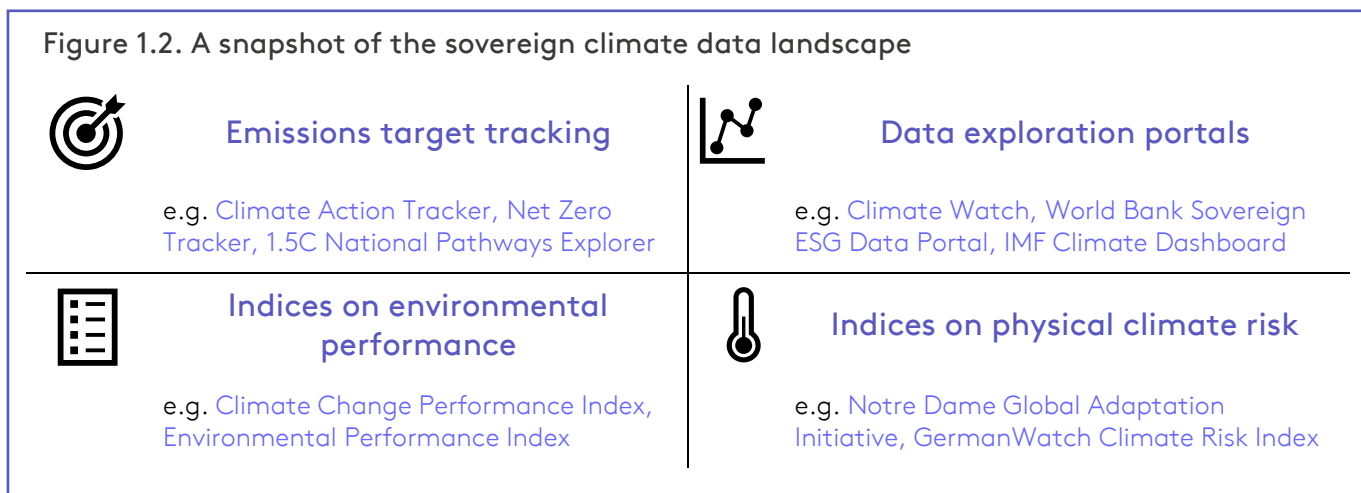 Figure 1.2. A snapshot of the sovereign climate data landscape
Emissions target tracking
e.g. Climate Action Tracker, Net Zero
Tracker, 1.5C National Pathways Explorer
Data exploration portals
e.g. Climate Watch, World Bank Sovereign
ESG Data Portal, IMF Climate Dashboard
Indices on environmental
performance
e.g. Climate Change Performance Index,
Environmental Performance Index
Indices on physical climate risk
e.g. Notre Dame Global Adaptation
Initiative, GermanWatch Climate Risk Index